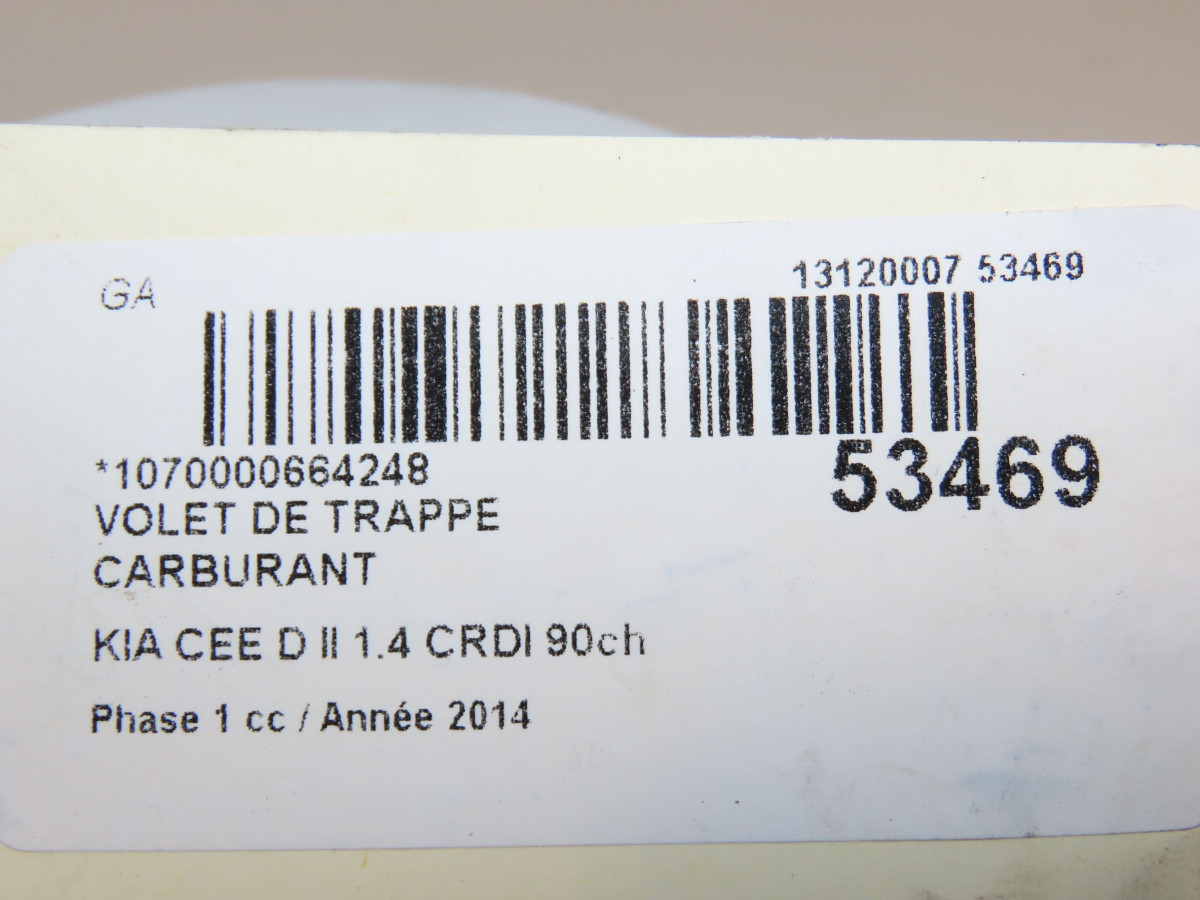 GA
13120007 53469
*1070000664248
53469
VOLET DE TRAPPE
CARBURANT
KIA CEE D II 1.4 CRDI 90ch
Phase 1 cc / Année 2014